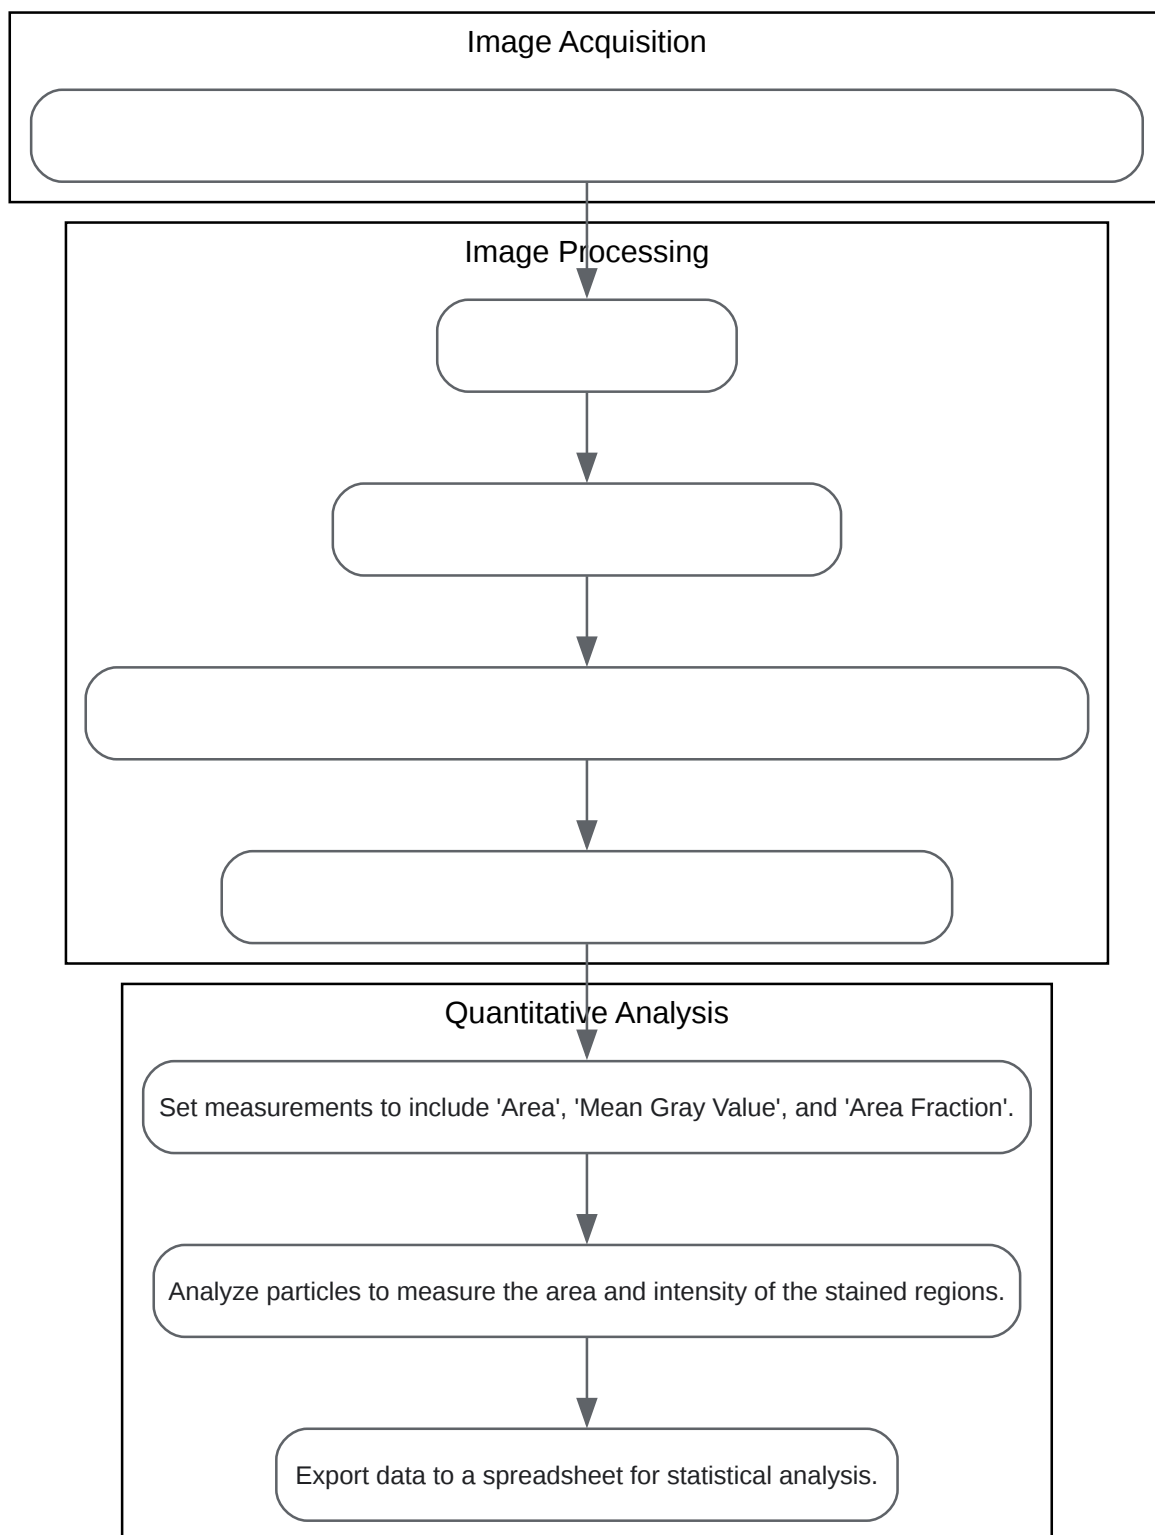 Image Acquisition
Image Processing
Quantitative Analysis
Set measurements to include 'Area', 'Mean Gray Value', and 'Area Fraction'.
Analyze particles to measure the area and intensity of the stained regions.
Export data to a spreadsheet for statistical analysis.